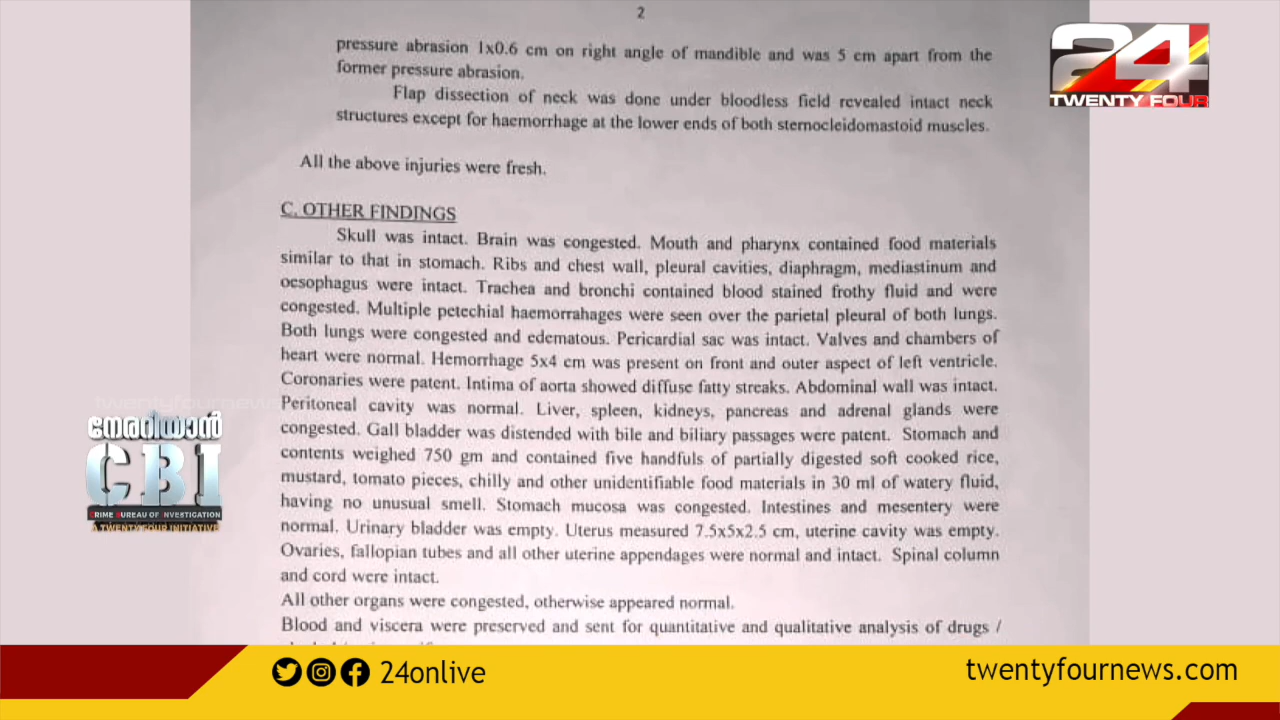 2
pressure abrasion 1x0.6 cm on right angle of mandible and was 5 cm apart from the
former pressure abrasion.
Flap dissection of neck was done under bloodless field revealed intact neck
structures except for haemorrhage at the lower ends of both sternocleidomastoid muscles.
All the above injuries were fresh.
C. OTHER FINDINGS
Skull was intact. Brain was congested. Mouth and pharynx contained food materials
similar to that in stomach. Ribs and chest wall, pleural cavities, diaphragm, mediastinum and
oesophagus were intact. Trachea and bronchi contained blood stained frothy fluid and were
congested. Multiple petechial haemorrahages were seen over the parietal pleural of both lungs.
Both lungs were congested and edematous. Pericardial sac was intact. Valves and chambers of
heart were normal. Hemorrhage 5x4 cm was present on front and outer aspect of left ventricle.
Coronaries were patent. Intima of aorta showed diffuse fatty streaks. Abdominal wall was intact.
Peritoneal cavity was normal. Liver, spleen, kidneys, pancreas and adrenal glands were
congested. Gall bladder was distended with bile and biliary passages were patent. Stomach and
contents weighed 750 gm and contained five handfuls of partially digested soft cooked rice,
mustard, tomato pieces, chilly and other unidentifiable food materials in 30 ml of watery fluid,
having no unusual smell. Stomach mucosa was congested. Intestines and mesentery were
normal. Urinary bladder was empty. Uterus measured 7.5x5x2.5 cm, uterine cavity was empty.
Ovaries, fallopian tubes and all other uterine appendages were normal and intact. Spinal column
and cord were intact.
All other organs were congested, otherwise appeared normal.
Blood and viscera were preserved and sent for quantitative and qualitative analysis of drugs /
24
TWENTY FOUR
twentyfournews
നേരറിയാൻ
CBI
CRIME BUREAU OF INVESTIGATION
A TWENTY FOUR INITIATIVE
24onlive
twentyfournews.com